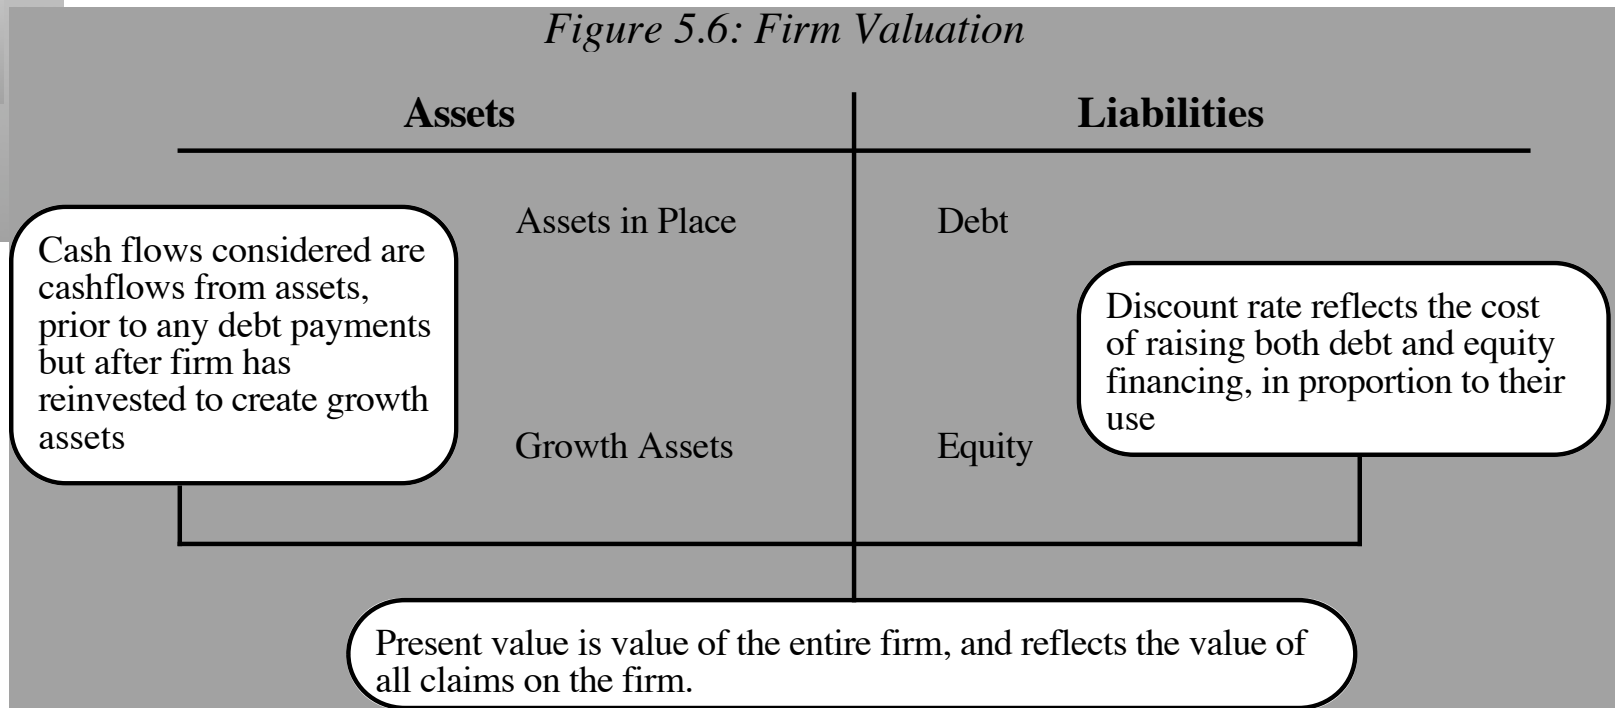 Figure 5.6: Firm Valuation
Assets
Liabilities
Assets in Place
Debt
Cash flows considered are
cashflows from assets,
prior to any debt payments
but after firm has
reinvested to create growth
assets
Discount rate reflects the cost
of raising both debt and equity
financing, in proportion to their
use
Growth Assets
Equity
Present value is value of the entire firm, and reflects the value of
all claims on the firm.